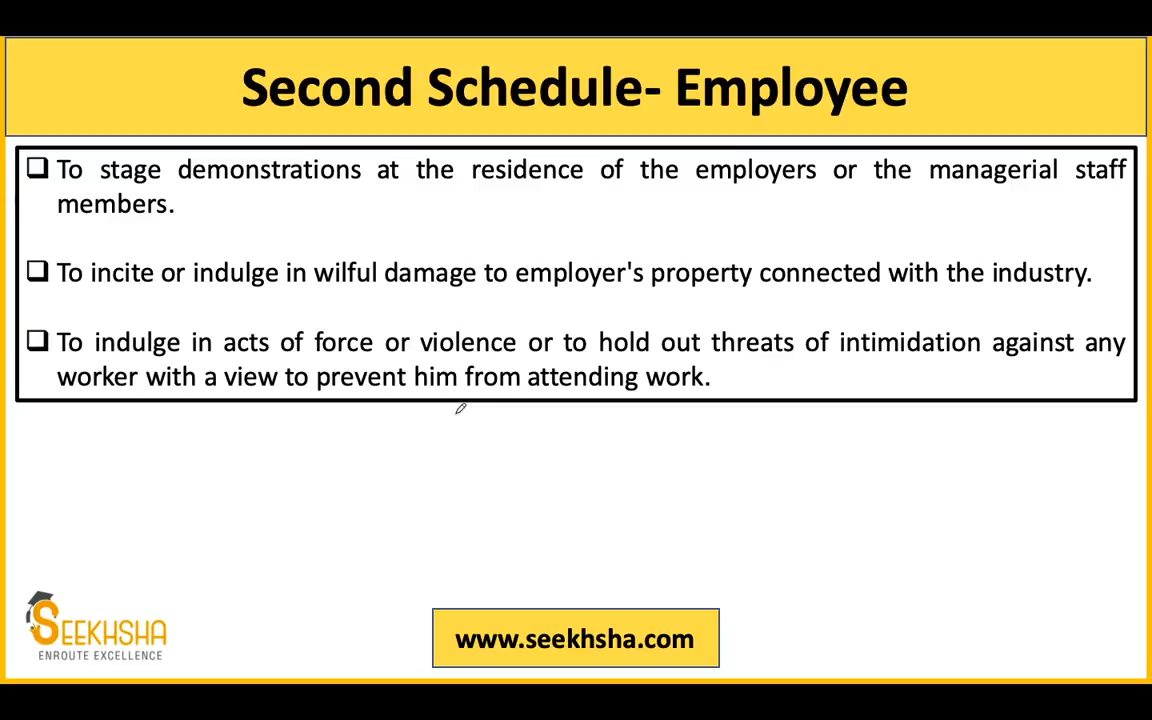 Second Schedule- Employee
To stage demonstrations at the residence of the employers or the managerial staff
members.
To incite or indulge in wilful damage to employer's property connected with the industry.
To indulge in acts of force or violence or to hold out threats of intimidation against any
worker with a view to prevent him from attending work.
SEEKHSHA
ENROUTE EXCELLENCE
www.seekhsha.com